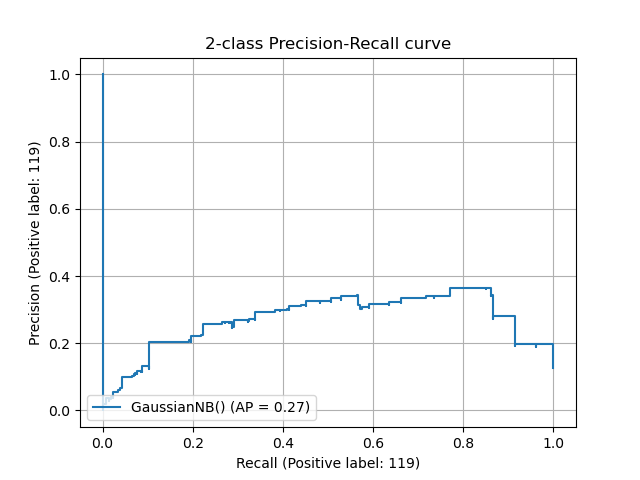 2-class Precision-Recall curve
1.0
0.8
0.6
0.4
0.2
0.0
Precision (Positive label: 119)
GaussianNB() (AP = 0.27)
0.0 0.2 0.4 0.6 0.8 1.0
Recall (Positive label: 119)